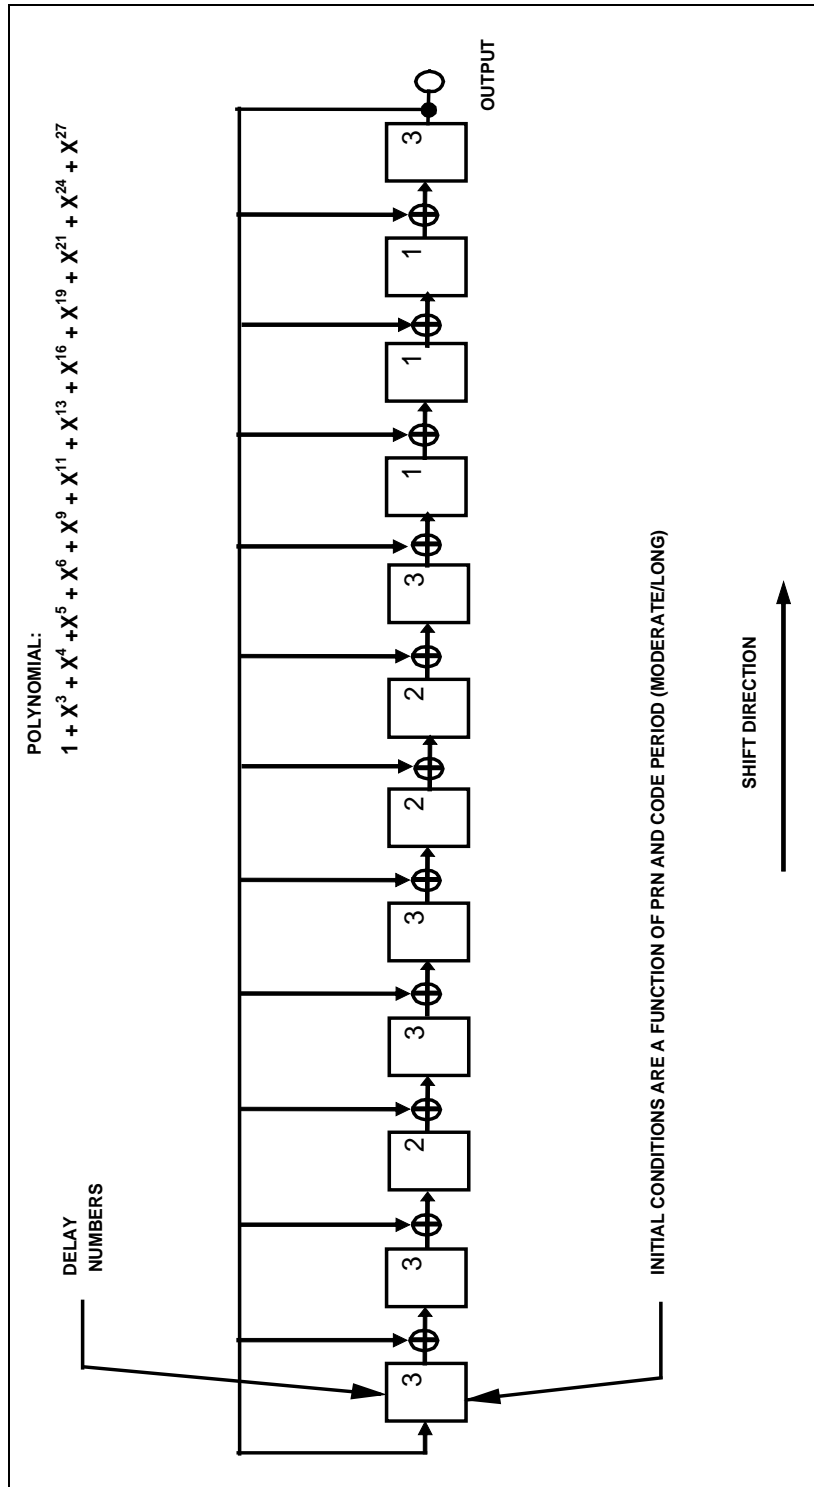 POLYNOMIAL:
1 + X³ + X⁴ +X⁵ + X⁶ + X⁹ + X¹¹ + X¹³ + X¹⁶ + X¹⁹ + X²¹ + X²⁴ + X²⁷
DELAY
NUMBERS
3 3 2 3 3 2 2 3 1 1 1 3
OUTPUT
INITIAL CONDITIONS ARE A FUNCTION OF PRN AND CODE PERIOD (MODERATE/LONG)
SHIFT DIRECTION